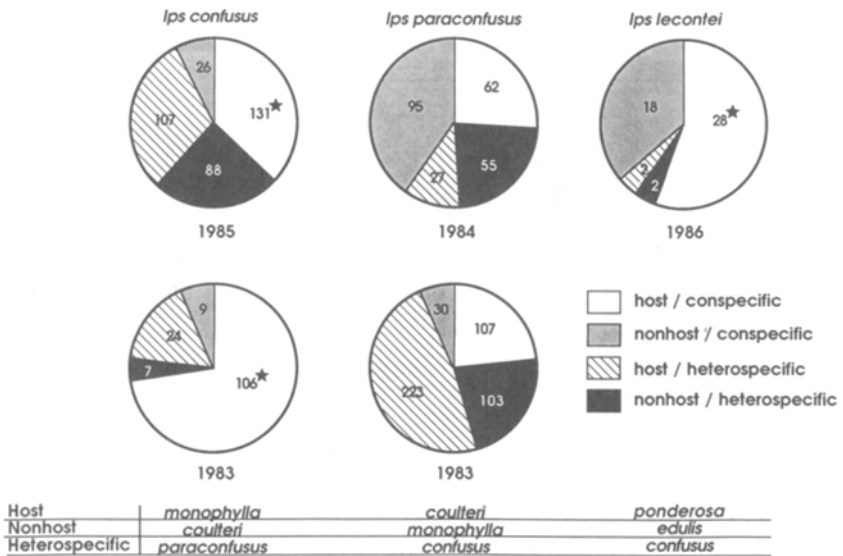 Ips confusus Ips paraconfusus Ips lecontei
26 131★ 107 88
95 62 27 55
18 28★ 2 2
1985 1984 1986
9 24 7 106★
30 107 223 103
host / conspecific
nonhost / conspecific
host / heterospecific
nonhost / heterospecific
1983 1983
Host monophylla coulteri ponderosa
Nonhost coulteri monophylla edulis
Heterospecific paraconfusus confusus confusus